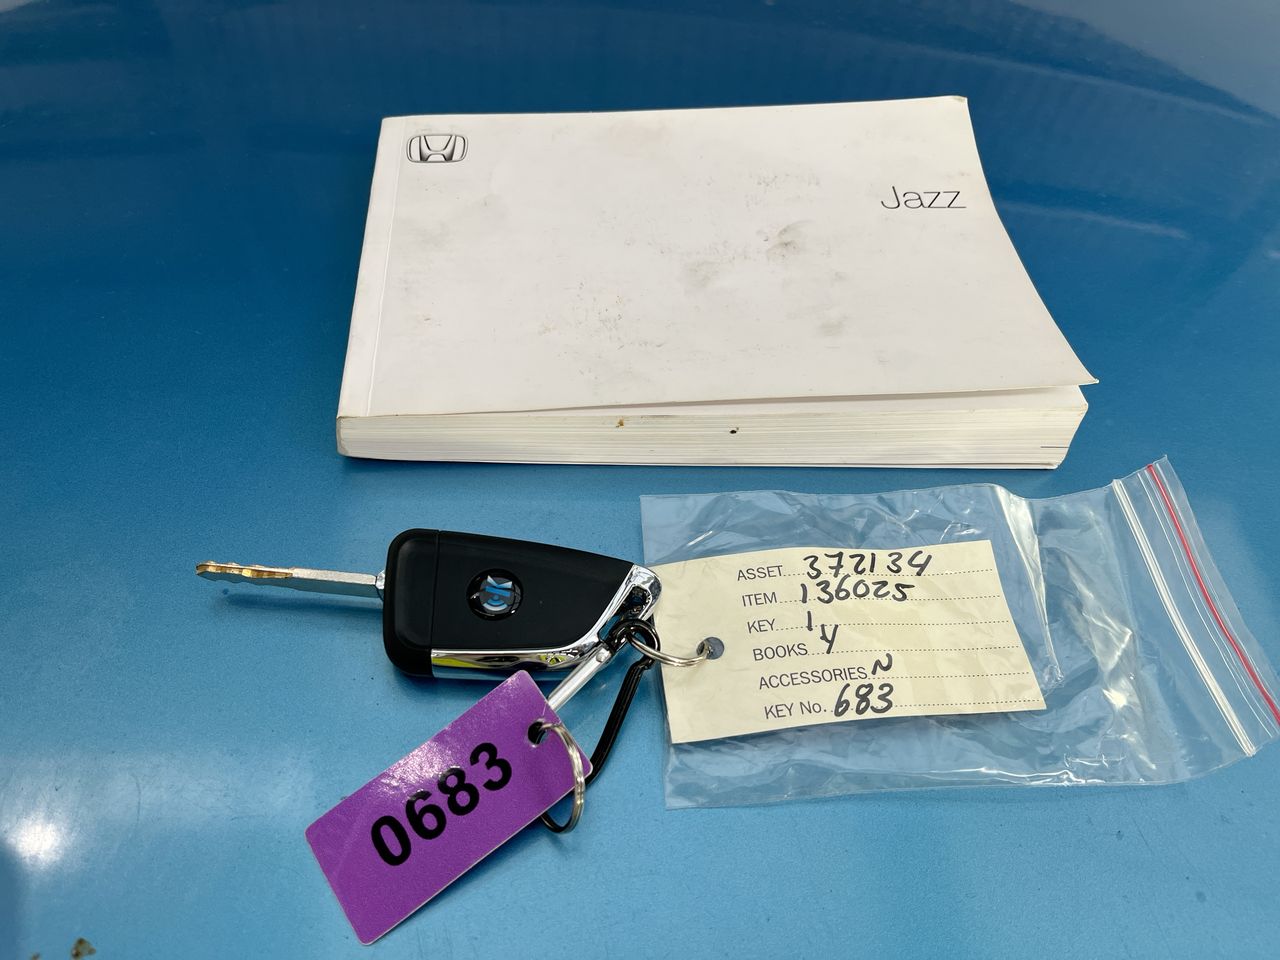 Jazz
ASSET 372134
ITEM 136025
KEY 1
BOOKS Y
ACCESSORIES N
KEY No. 683
0683